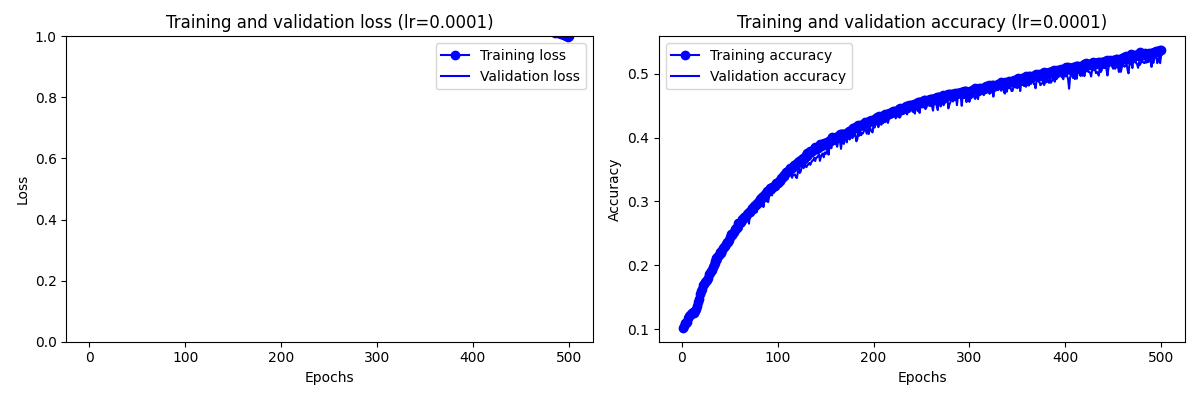 Training and validation loss (lr=0.0001)
1.0
0.8
0.6
0.4
0.2
0.0
Loss
Training loss
Validation loss
0 100 200 300 400 500
Epochs
Training and validation accuracy (lr=0.0001)
0.5
0.4
0.3
0.2
0.1
Accuracy
Training accuracy
Validation accuracy
0 100 200 300 400 500
Epochs